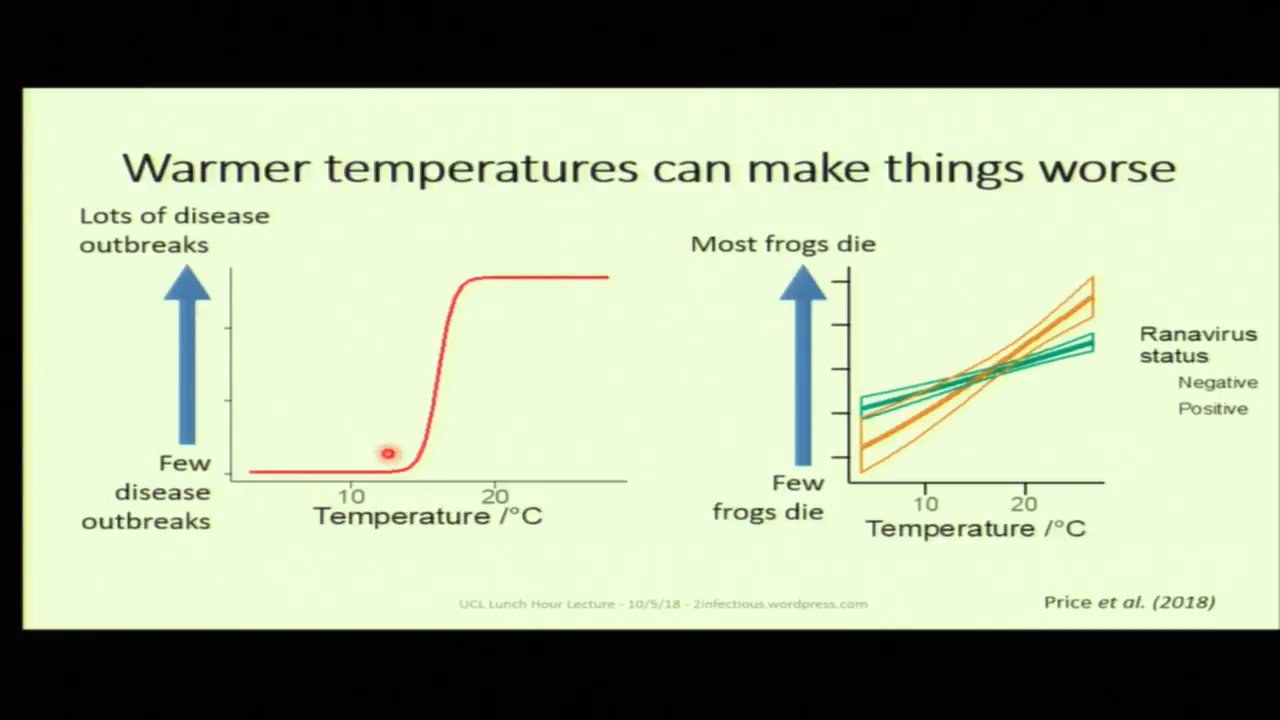 Warmer temperatures can make things worse
Lots of disease
outbreaks
Few
disease
outbreaks
10
20
Temperature /°C
Most frogs die
Few
frogs die
10
20
Temperature /°C
Ranavirus
status
Negative
Positive
UCL Lunch Hour Lecture - 10/5/18 - 2infectious.wordpress.com
Price et al. (2018)